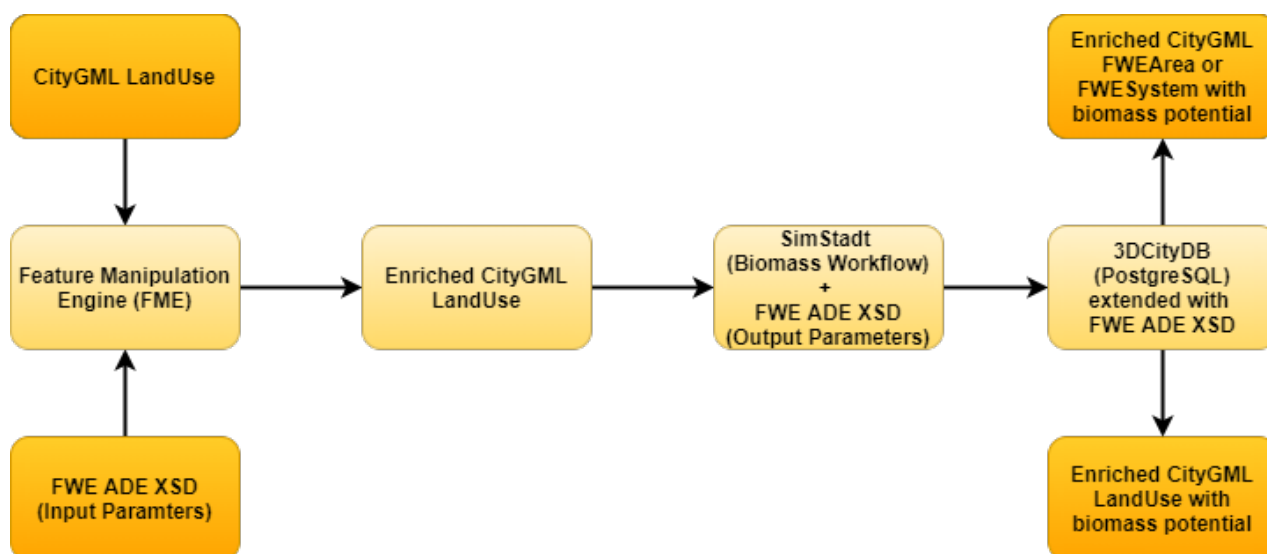 CityGML LandUse
Enriched CityGML
FWEArea or
FWESystem with
biomass potential
Feature Manipulation
Engine (FME)
Enriched CityGML
LandUse
SimStadt
(Biomass Workflow)
+
FWE ADE XSD
(Output Parameters)
3DCityDB
(PostgreSQL)
extended with
FWE ADE XSD
FWE ADE XSD
(Input Paramters)
Enriched CityGML
LandUse with
biomass potential